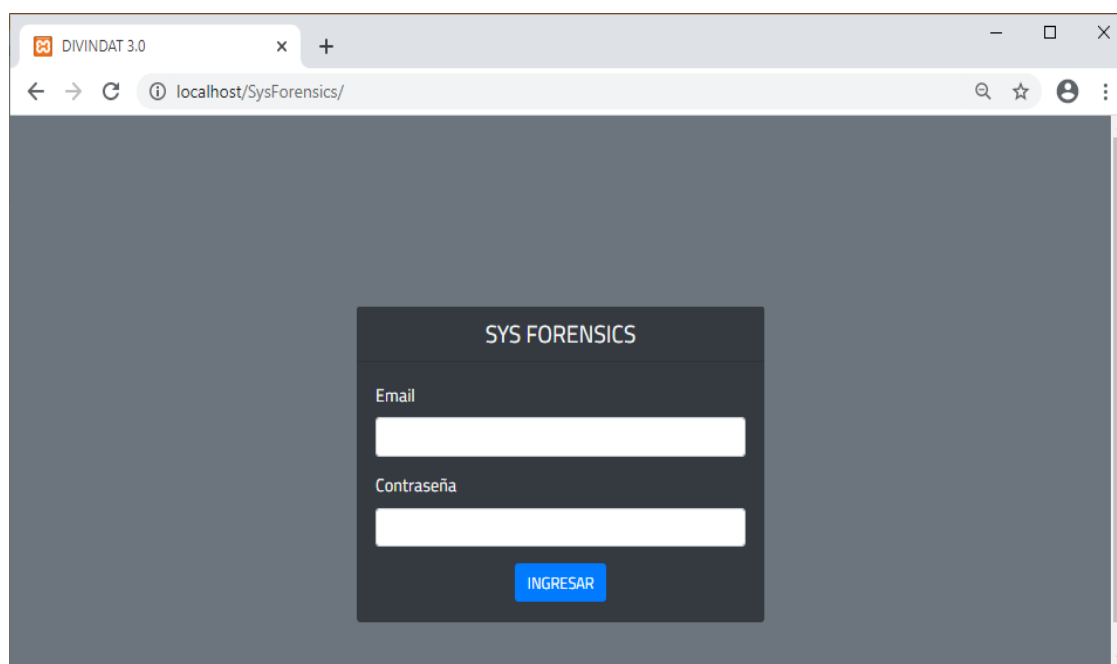 DIVINDAT 3.0
localhost/SysForensics/
SYS FORENSICS
Email
Contraseña
INGRESAR